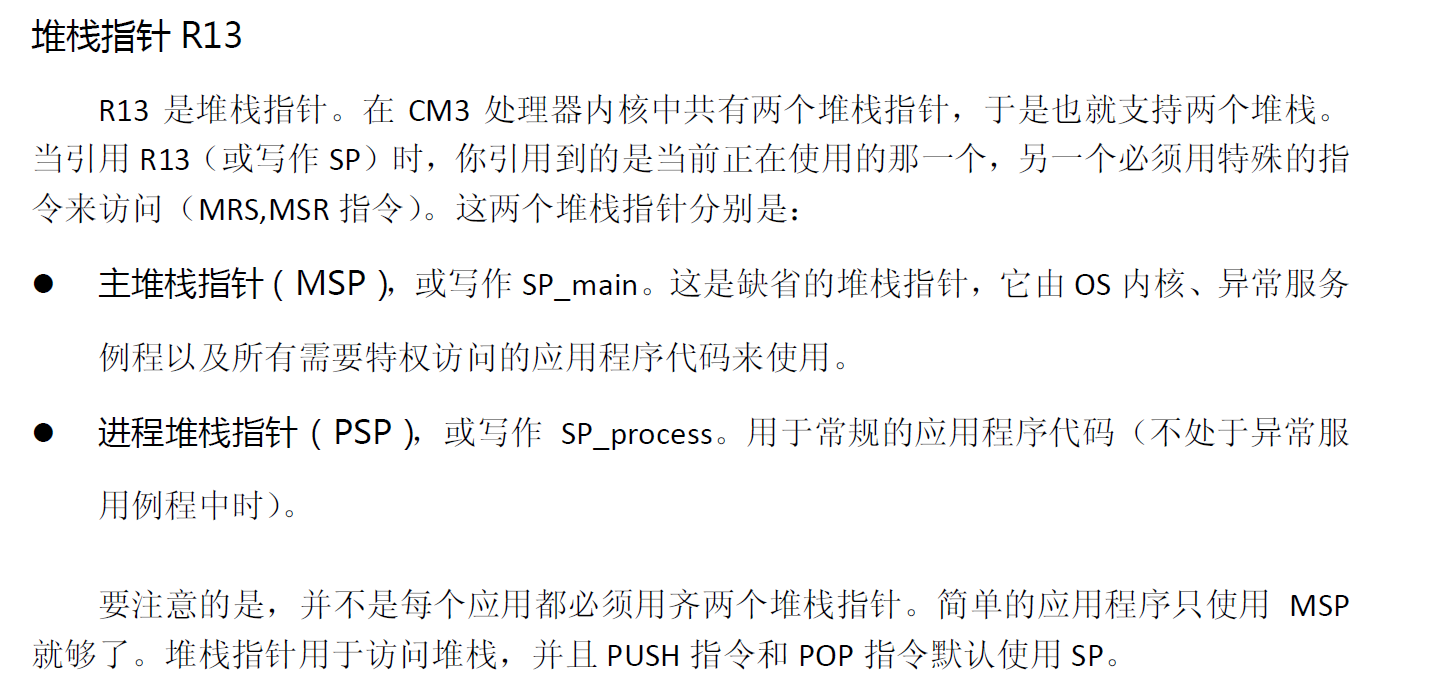 堆栈指针 R13
R13 是堆栈指针。在 CM3 处理器内核中共有两个堆栈指针，于是也就支持两个堆栈。
当引用 R13（或写作 SP）时，你引用到的是当前正在使用的那一个，另一个必须用特殊的指
令来访问（MRS,MSR 指令）。这两个堆栈指针分别是：
● 主堆栈指针（MSP），或写作 SP_main。这是缺省的堆栈指针，它由 OS 内核、异常服务
例程以及所有需要特权访问的应用程序代码来使用。
● 进程堆栈指针（PSP），或写作 SP_process。用于常规的应用程序代码（不处于异常服
用例程中时）。
要注意的是，并不是每个应用都必须用齐两个堆栈指针。简单的应用程序只使用 MSP
就够了。堆栈指针用于访问堆栈，并且 PUSH 指令和 POP 指令默认使用 SP。